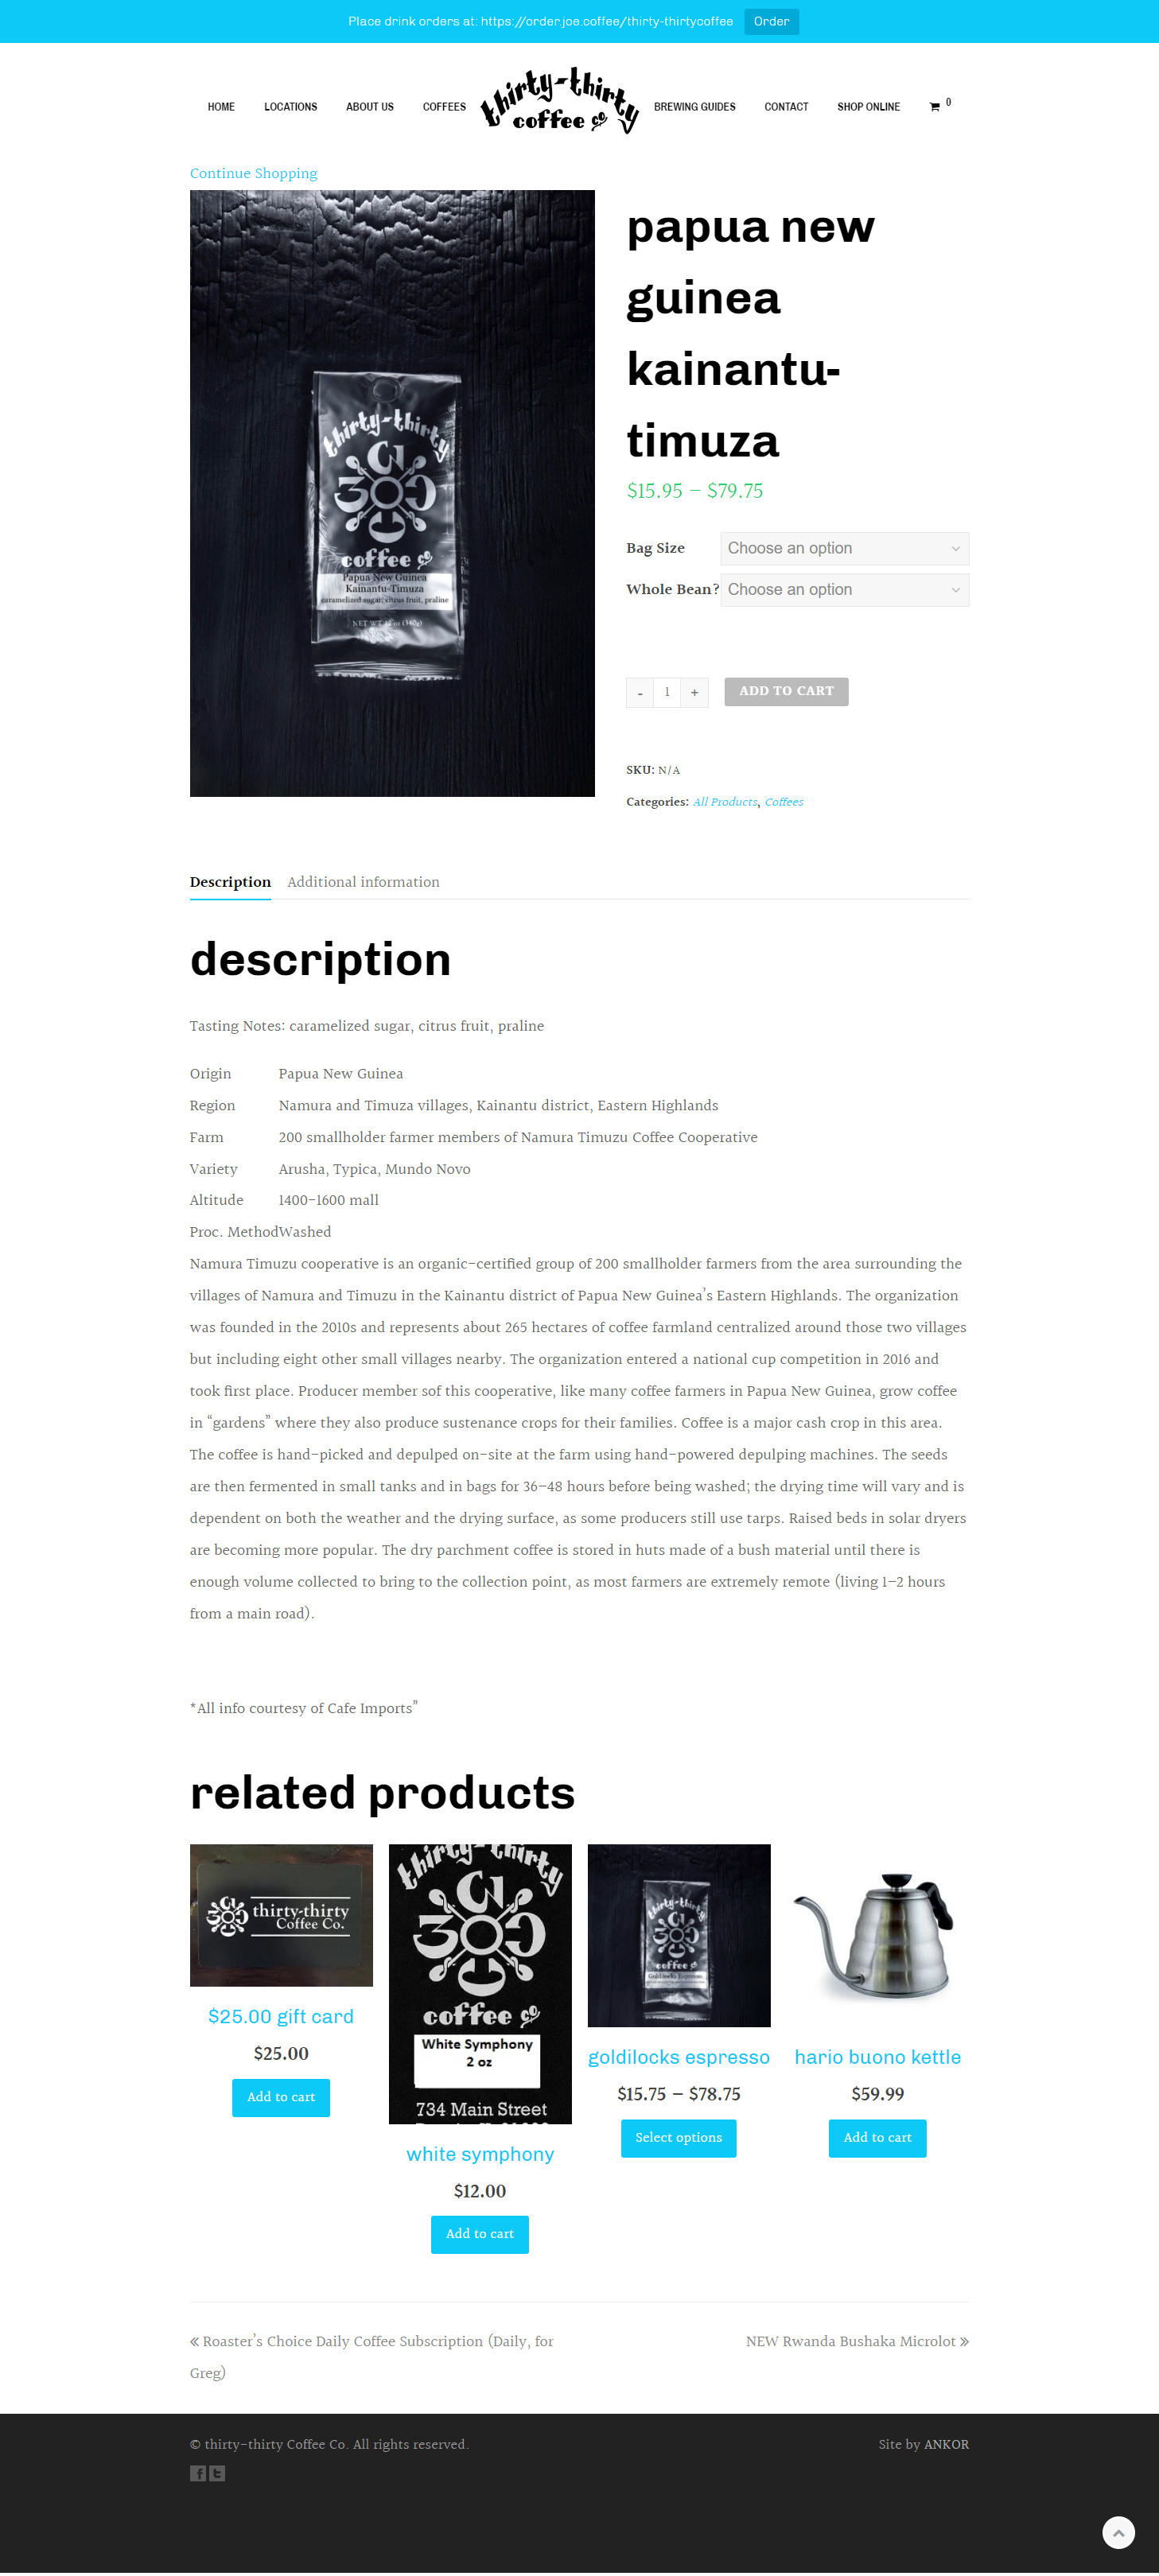 Place drink orders at: https://order.joe.coffee/thirty-thirtycoffee Order
HOME LOCATIONS ABOUT US COFFEES thirty-thirty coffee co BREWING GUIDES CONTACT SHOP ONLINE 0
Continue Shopping
thirty-thirty
coffee co
Papua New Guinea
Kainantu-Timuza
caramelized sugar, citrus fruit, praline
NET WT 12 oz (340g)
papua new
guinea
kainantu-
timuza
$15.95 – $79.75
Bag Size Choose an option
Whole Bean? Choose an option
- 1 + ADD TO CART
SKU: N/A
Categories: All Products, Coffees
Description Additional information
description
Tasting Notes: caramelized sugar, citrus fruit, praline
Origin Papua New Guinea
Region Namura and Timuza villages, Kainantu district, Eastern Highlands
Farm 200 smallholder farmer members of Namura Timuzu Coffee Cooperative
Variety Arusha, Typica, Mundo Novo
Altitude 1400-1600 mall
Proc. Method Washed
Namura Timuzu cooperative is an organic-certified group of 200 smallholder farmers from the area surrounding the
villages of Namura and Timuzu in the Kainantu district of Papua New Guinea’s Eastern Highlands. The organization
was founded in the 2010s and represents about 265 hectares of coffee farmland centralized around those two villages
but including eight other small villages nearby. The organization entered a national cup competition in 2016 and
took first place. Producer member sof this cooperative, like many coffee farmers in Papua New Guinea, grow coffee
in “gardens” where they also produce sustenance crops for their families. Coffee is a major cash crop in this area.
The coffee is hand-picked and depulped on-site at the farm using hand-powered depulping machines. The seeds
are then fermented in small tanks and in bags for 36–48 hours before being washed; the drying time will vary and is
dependent on both the weather and the drying surface, as some producers still use tarps. Raised beds in solar dryers
are becoming more popular. The dry parchment coffee is stored in huts made of a bush material until there is
enough volume collected to bring to the collection point, as most farmers are extremely remote (living 1–2 hours
from a main road).
*All info courtesy of Cafe Imports”
related products
thirty-thirty
Coffee Co.
$25.00 gift card
$25.00
Add to cart
thirty-thirty
coffee co
White Symphony
2 oz
734 Main Street
white symphony
$12.00
Add to cart
thirty-thirty
coffee co
Goldilocks Espresso
goldilocks espresso
$15.75 – $78.75
Select options
hario buono kettle
$59.99
Add to cart
« Roaster’s Choice Daily Coffee Subscription (Daily, for
Greg)
NEW Rwanda Bushaka Microlot »
© thirty-thirty Coffee Co. All rights reserved. Site by ANKOR